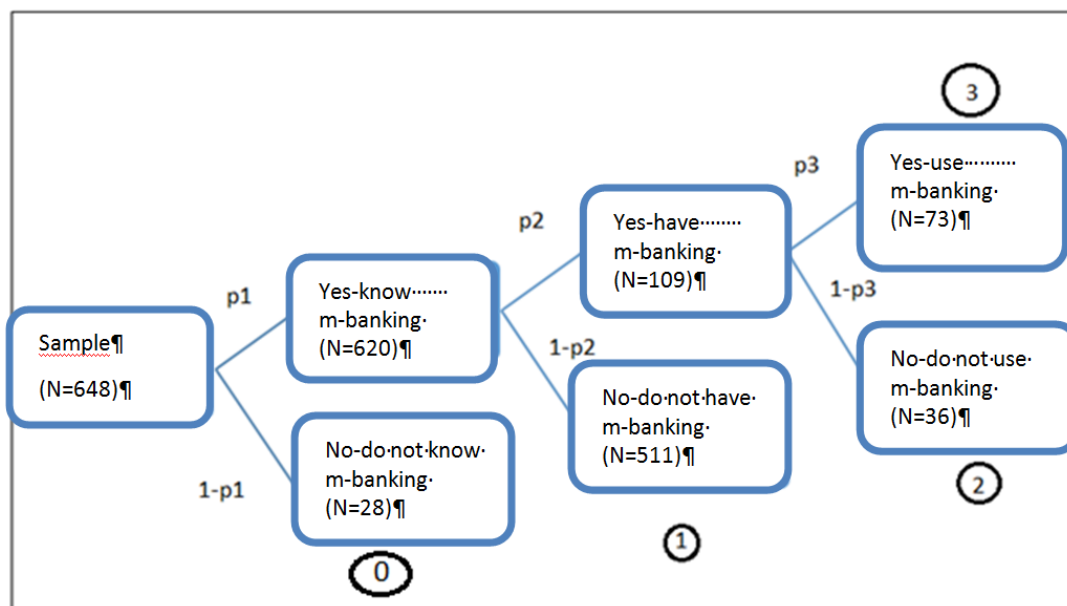 Sample¶
(N=648)¶
p1
1-p1
Yes-know·······
m-banking·
(N=620)¶
No-do·not·know·
m-banking·
(N=28)¶
0
p2
1-p2
Yes-have········
m-banking·
(N=109)¶
No-do·not·have·
m-banking·
(N=511)¶
1
p3
1-p3
3
Yes-use··········
m-banking·
(N=73)¶
No-do·not·use·
m-banking·
(N=36)¶
2